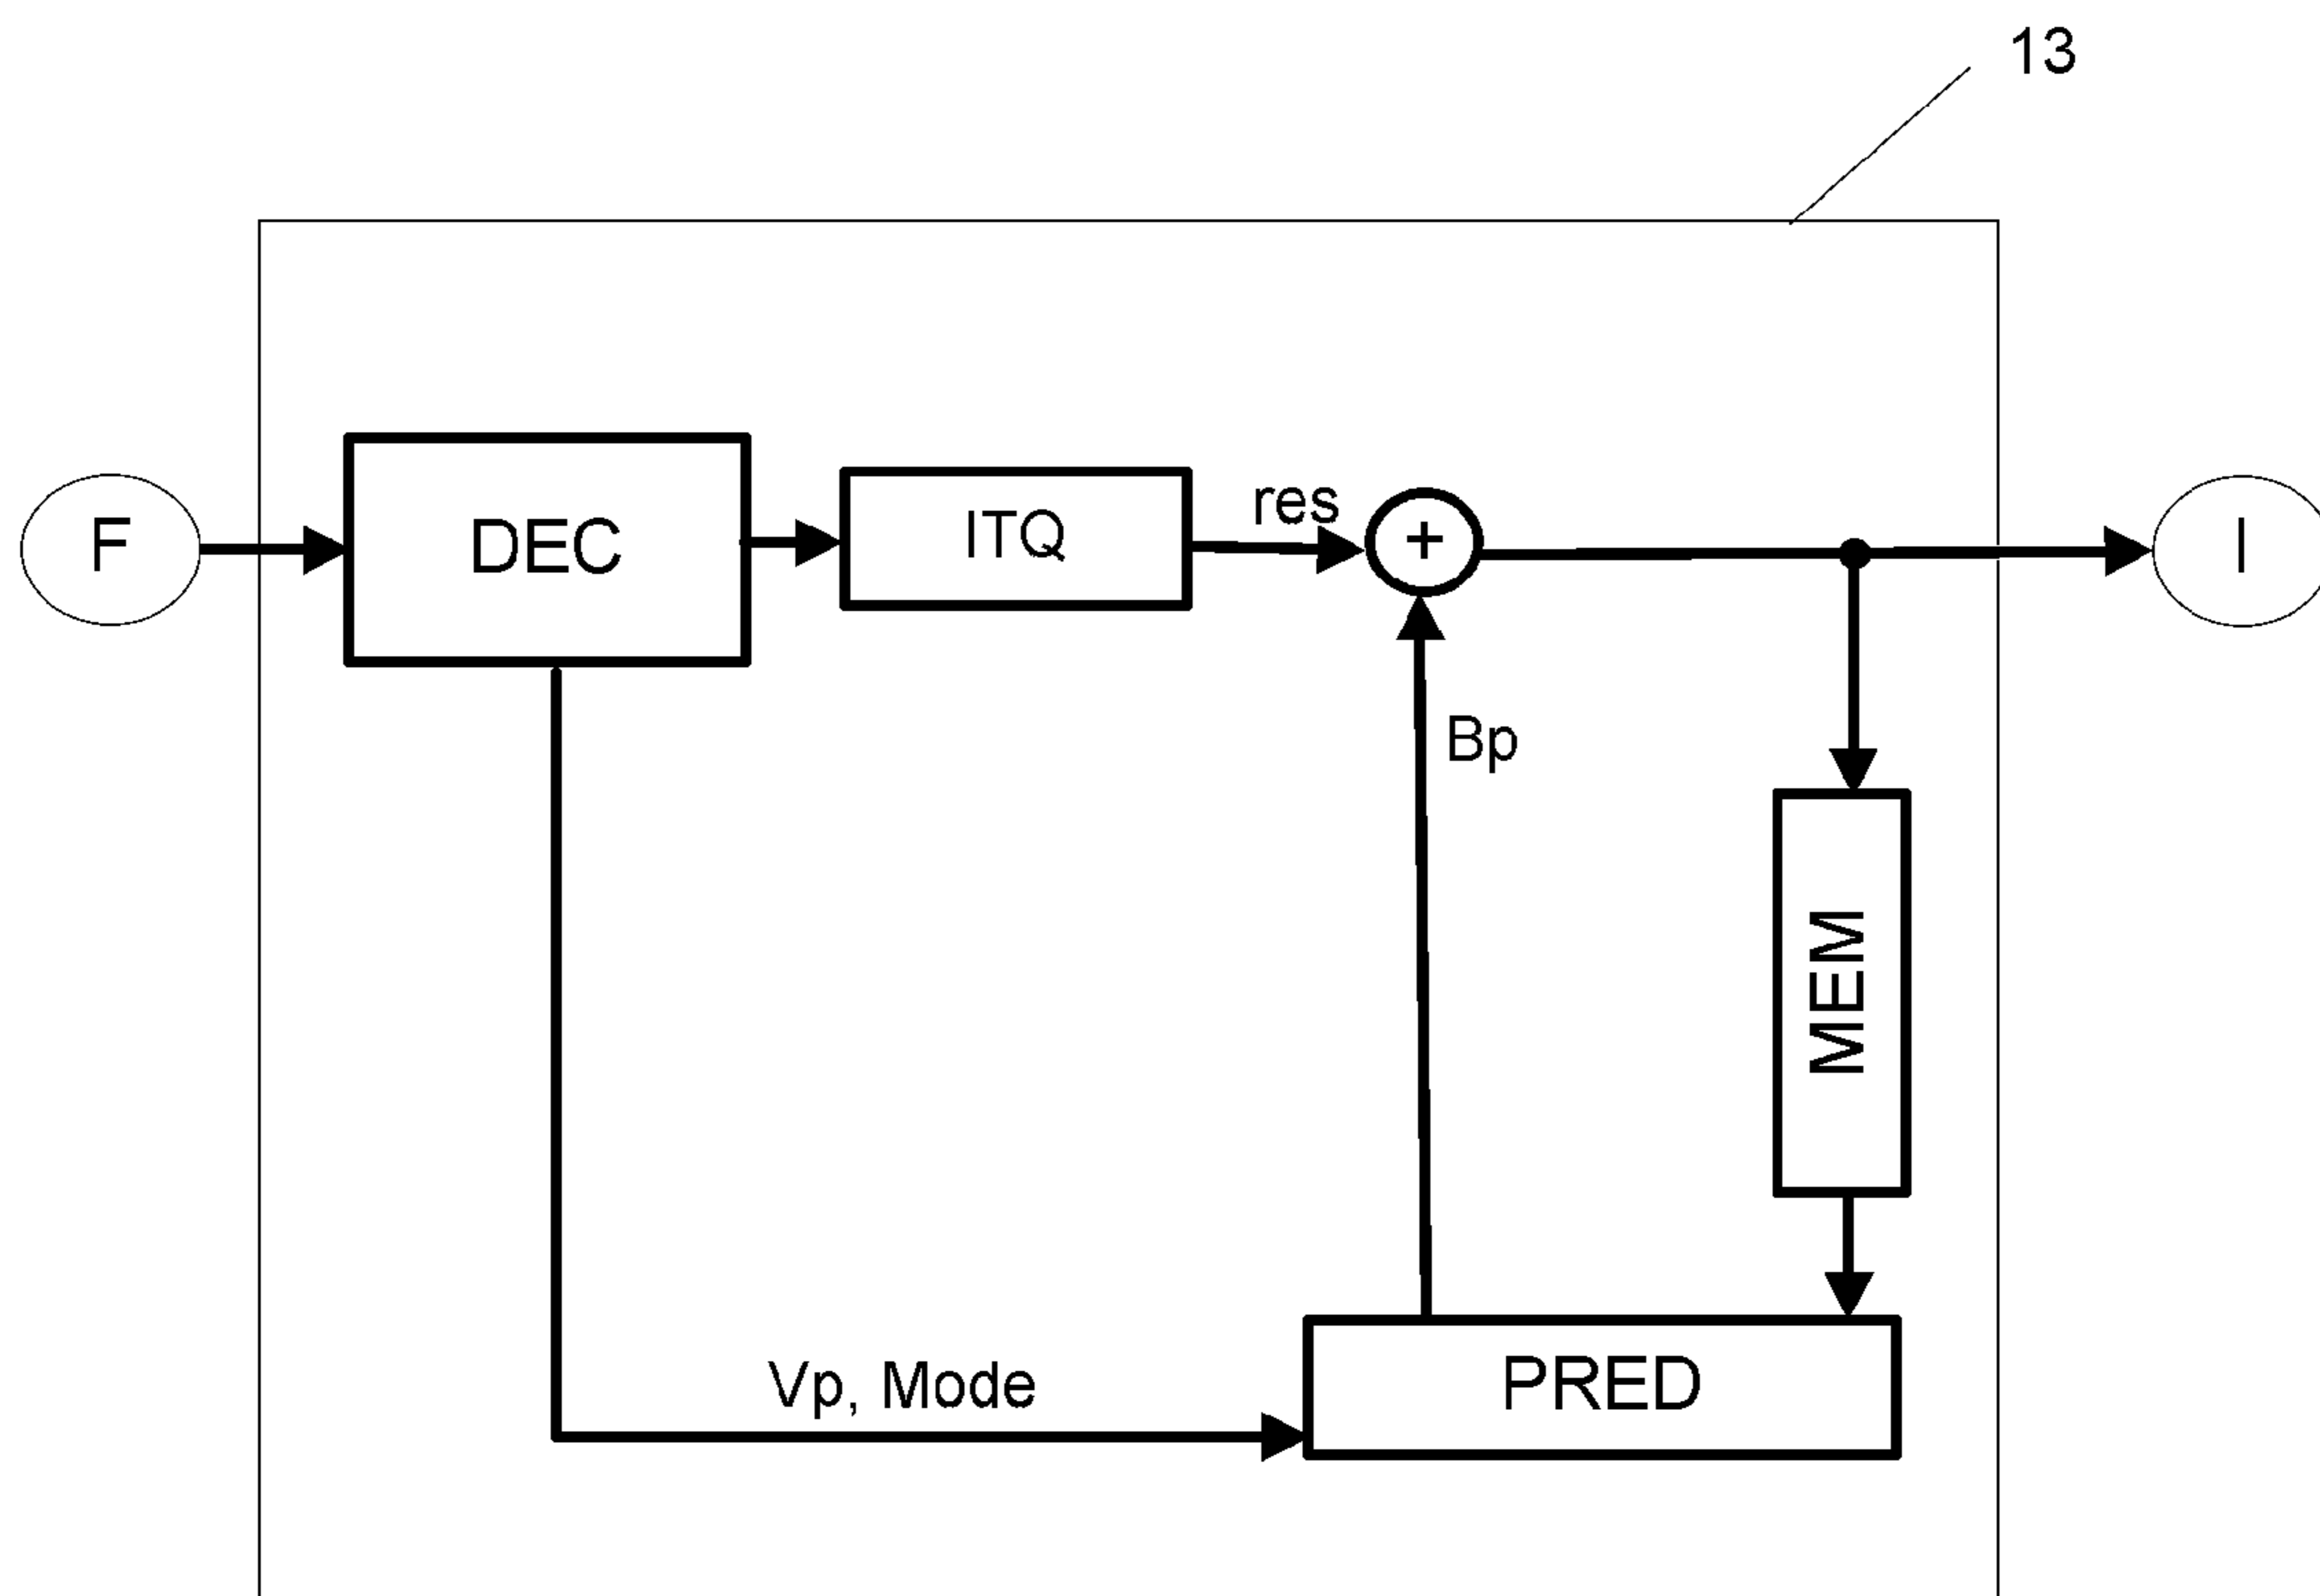 13
F
DEC
ITQ
res
+
I
Bp
MEM
Vp, Mode
PRED